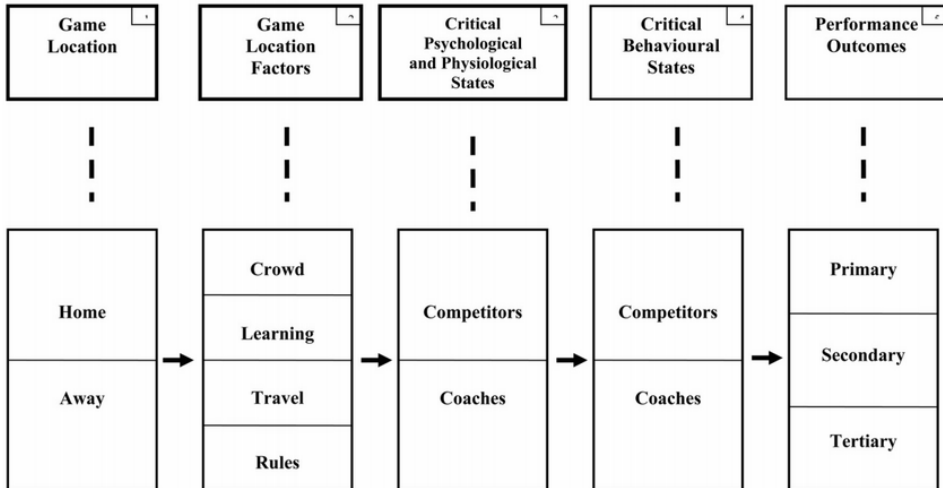 Game
Location
Game
Location
Factors
Critical
Psychological
and Physiological
States
Critical
Behavioural
States
Performance
Outcomes
Home
Away
Crowd
Learning
Travel
Rules
Competitors
Coaches
Competitors
Coaches
Primary
Secondary
Tertiary